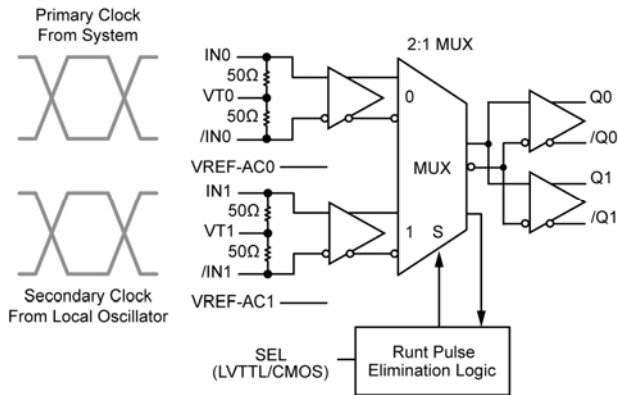 Primary Clock
From System
IN0
50Ω
VT0
50Ω
/IN0
VREF-AC0
IN1
50Ω
VT1
50Ω
/IN1
VREF-AC1
Secondary Clock
From Local Oscillator
2:1 MUX
0
MUX
1 S
Q0
/Q0
Q1
/Q1
SEL
(LVTTL/CMOS)
Runt Pulse
Elimination Logic